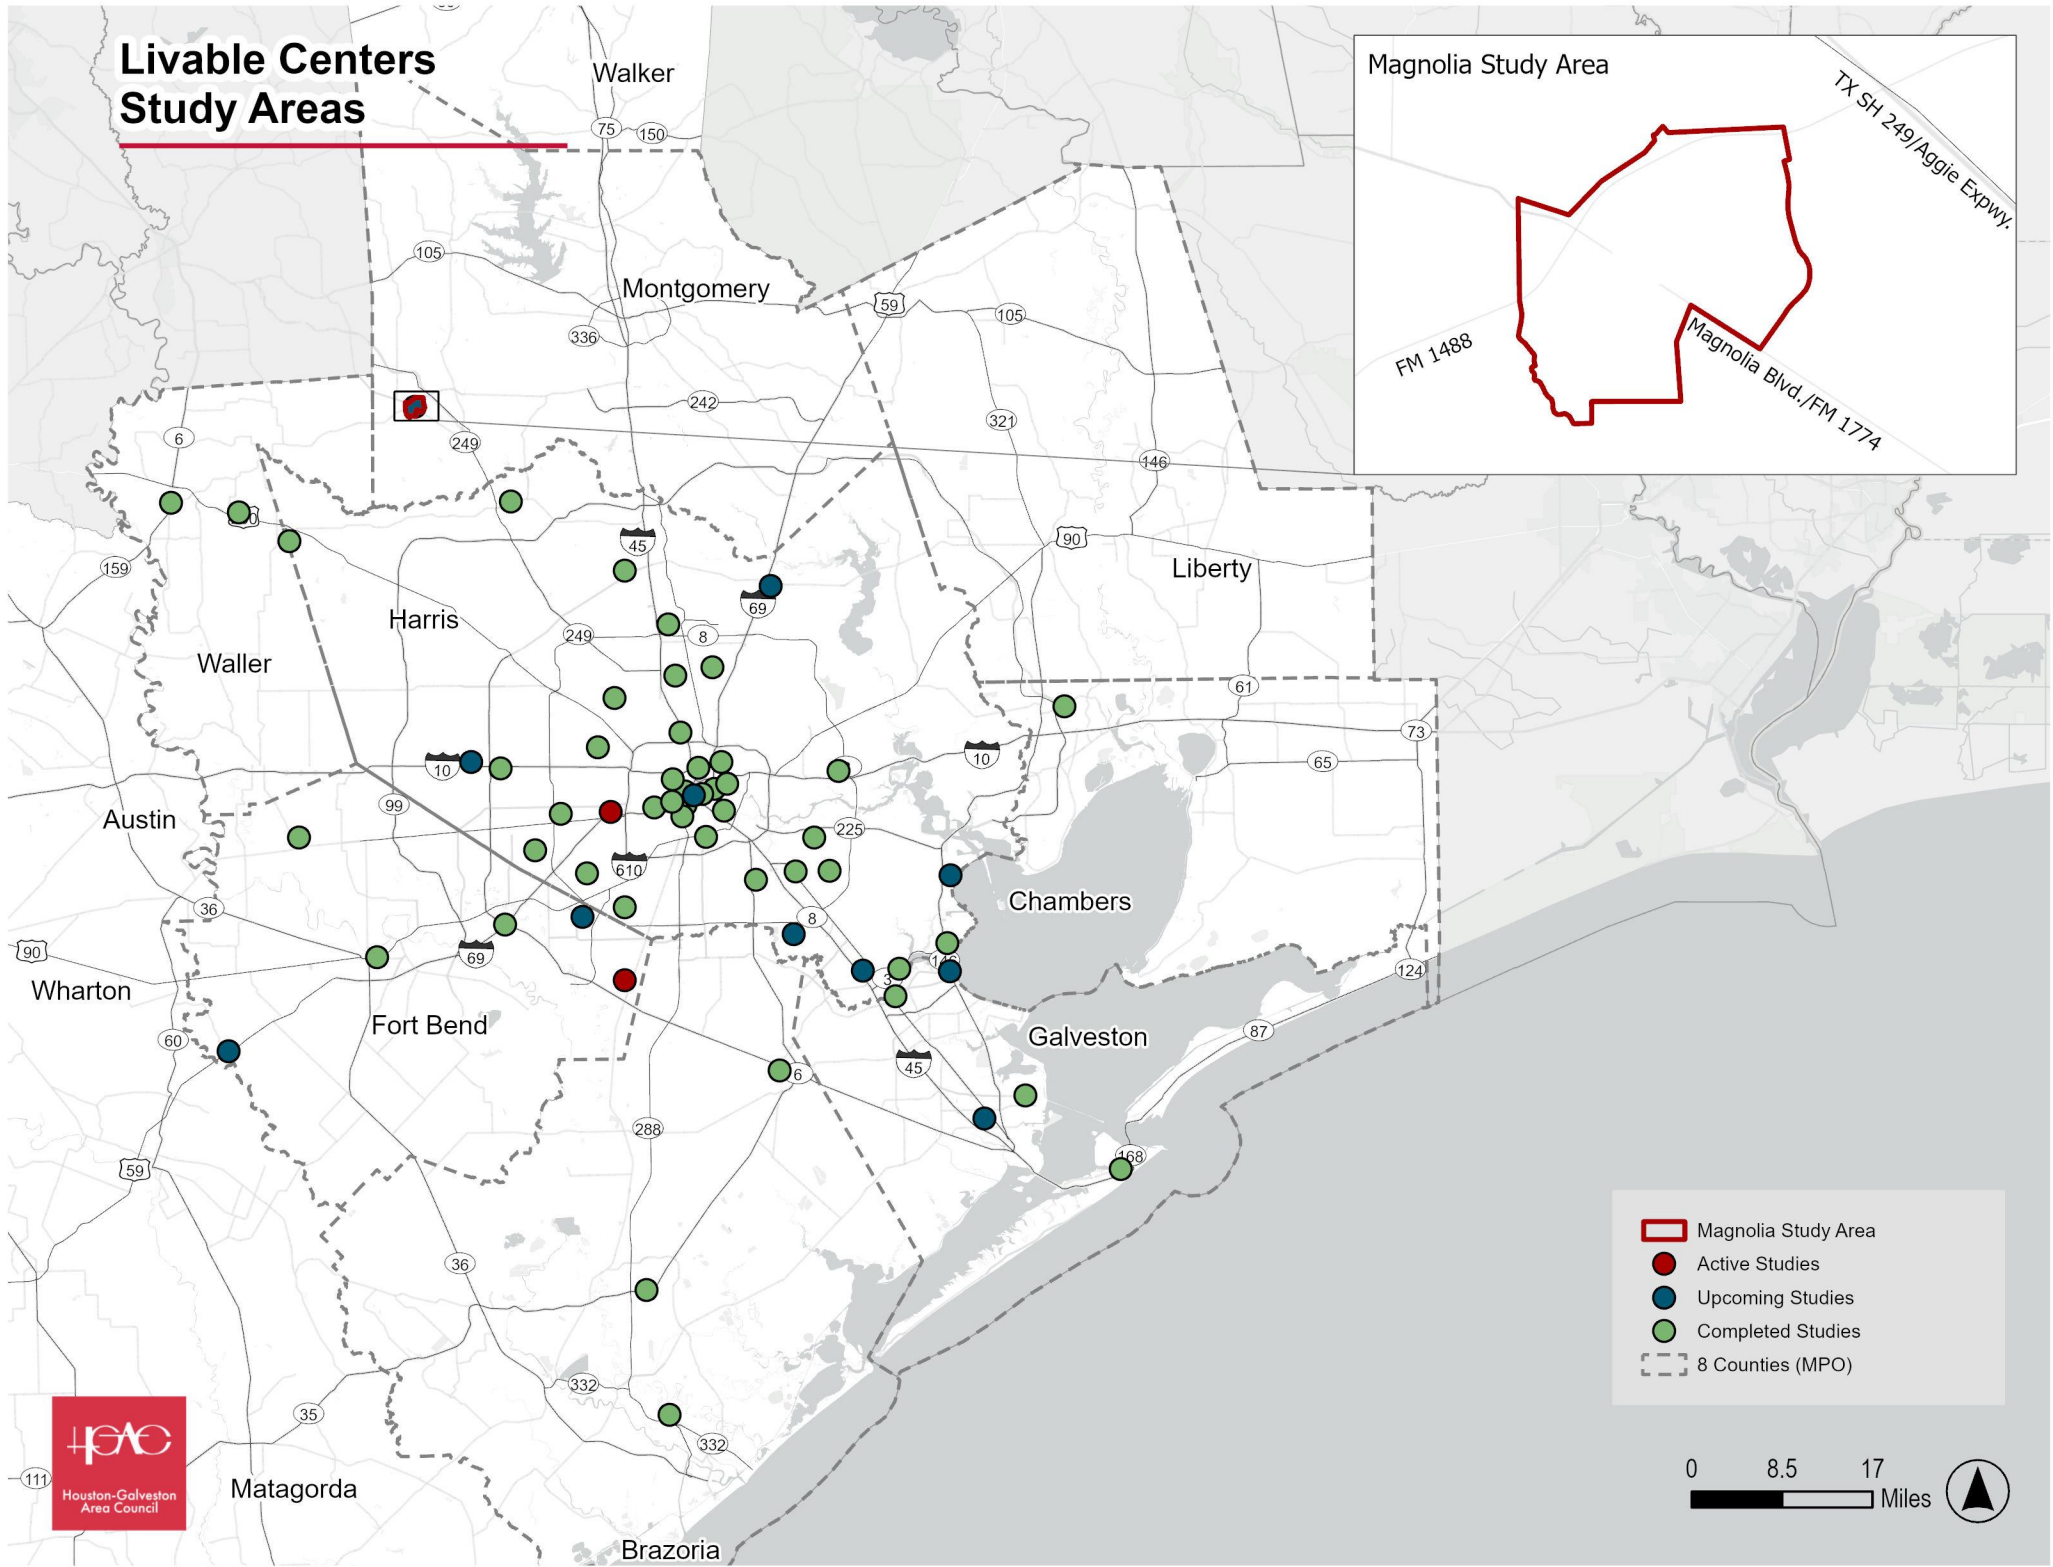 Livable Centers
Study Areas
Walker
75
150
Magnolia Study Area
TX SH 249/Aggie Expwy.
FM 1488
Magnolia Blvd./FM 1774
105
Montgomery
59
105
336
242
321
6
249
146
45
90
159
Liberty
69
Harris
249
8
Waller
61
73
10
10
65
99
Austin
225
610
36
8
Chambers
90
69
146
3
124
Wharton
Fort Bend
87
Galveston
60
45
6
288
168
59
36
332
35
332
111
Matagorda
Brazoria
Magnolia Study Area
Active Studies
Upcoming Studies
Completed Studies
8 Counties (MPO)
0 8.5 17
Miles
Houston-Galveston
Area Council